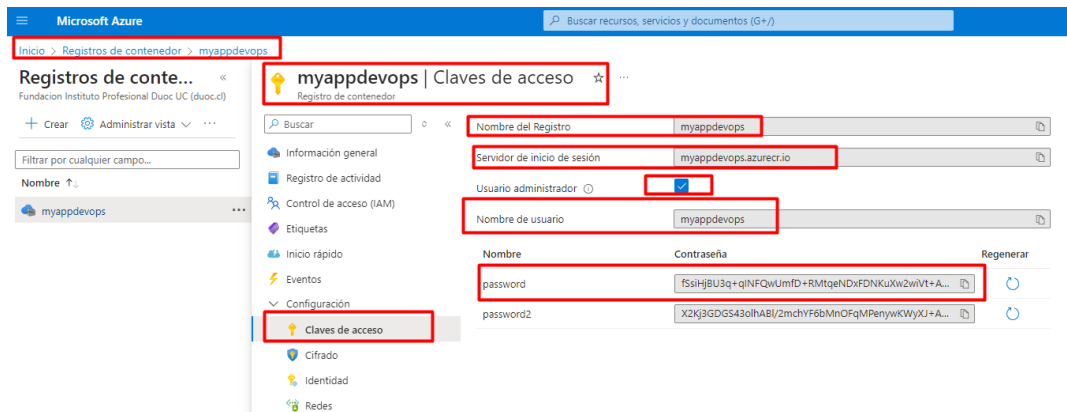 Microsoft Azure
Buscar recursos, servicios y documentos (G+/)
Inicio > Registros de contenedor > myappdevops
Registros de conte... «
Fundacion Instituto Profesional Duoc UC (duoc.cl)
+ Crear Administrar vista ...
Filtrar por cualquier campo...
Nombre ↑↓
myappdevops ...
myappdevops | Claves de acceso ☆ ...
Registro de contenedor
Buscar «
Información general
Registro de actividad
Control de acceso (IAM)
Etiquetas
Inicio rápido
Eventos
Configuración
Claves de acceso
Cifrado
Identidad
Redes
Nombre del Registro myappdevops
Servidor de inicio de sesión myappdevops.azurecr.io
Usuario administrador
Nombre de usuario myappdevops
Nombre Contraseña Regenerar
password fSsiHjBU3q+qINFQwUmfD+RMtqeNDxFDNKuXw2wiVt+A...
password2 X2Kj3GDGS43olhABl/2mchYF6bMnOFqMPenywKWyXJ+A...